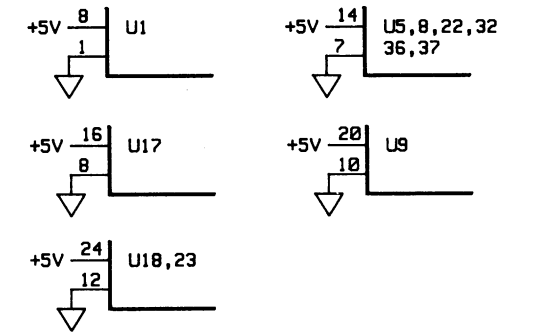 +5V 8 U1
1
+5V 14 U5,8,22,32
7 36,37
+5V 16 U17
8
+5V 20 U9
10
+5V 24 U18,23
12